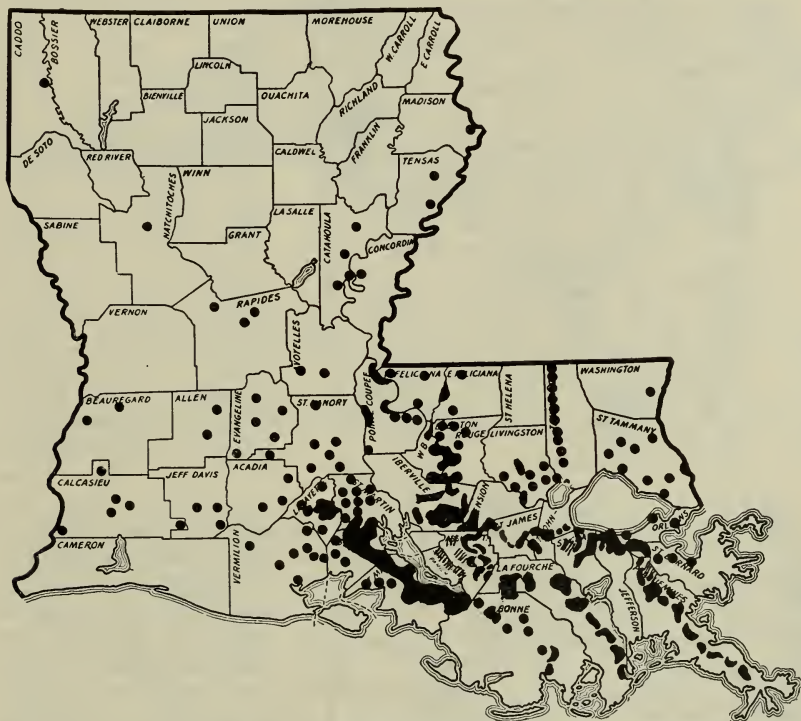 CADDO
BOSSIER
WEBSTER
CLAIBORNE
UNION
MOREHOUSE
W. CARROLL
E CARROLL
LINCOLN
BIENVILLE
OUACHITA
RICHLAND
MADISON
JACKSON
FRANKLIN
DE SOTO
RED RIVER
CALDWEL
TENSAS
WINN
NATCHITOCHES
SABINE
GRANT
LA SALLE
CATAHOULA
CONCORDIA
VERNON
RAPIDES
VOYELLES
POINTE COUPEE
FELICIANA
E FELICIANA
ST HELENA
WASHINGTON
BEAUREGARD
ALLEN
EVANGELINE
ST. LANDRY
ROUGE
LIVINGSTON
ST TAMMANY
CALCASIEU
JEFF DAVIS
ACADIA
IBERVILLE
W B
CAMERON
VERMILION
ST JAMES
LA FOURCHE
BONNE
JEFFERSON